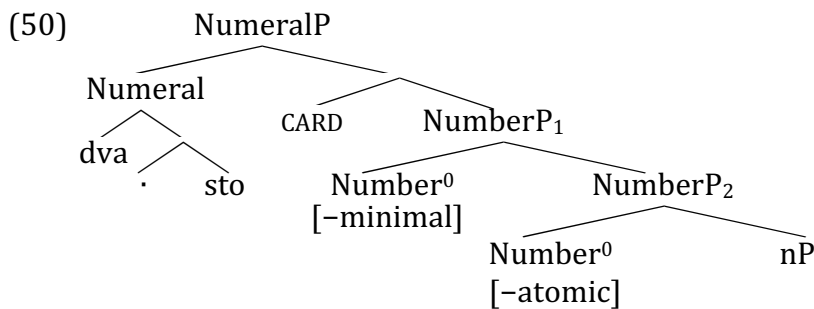 (50) NumeralP
Numeral
CARD NumberP₁
dva
· sto Number⁰ NumberP₂
[−minimal]
Number⁰ nP
[−atomic]